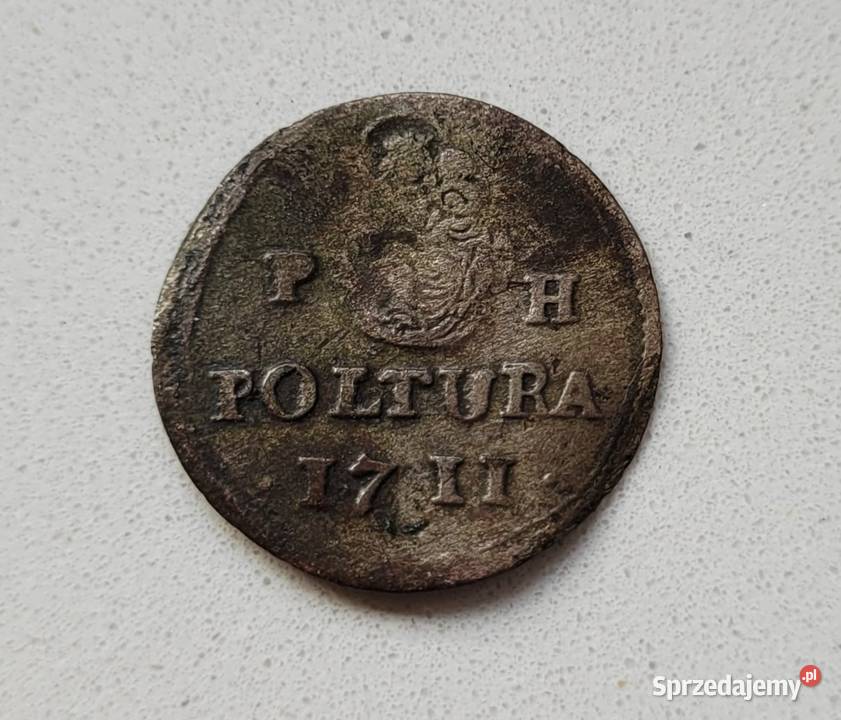 P H
POLTURA
· 1711 ·
Sprzedajemy.pl